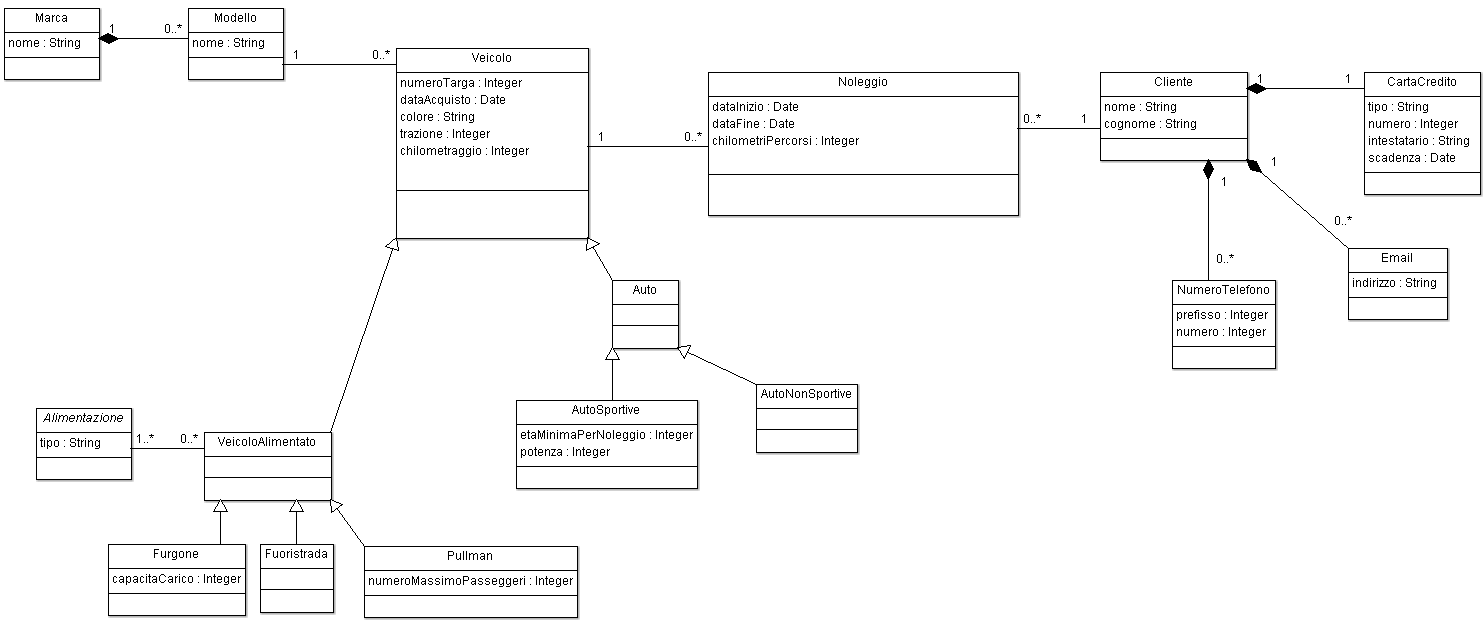 Marca
nome : String
1
0..*
Modello
nome : String
1
0..*
Veicolo
numeroTarga : Integer
dataAcquisto : Date
colore : String
trazione : Integer
chilometraggio : Integer
1
0..*
Noleggio
dataInizio : Date
dataFine : Date
chilometriPercorsi : Integer
0..*
1
Cliente
nome : String
cognome : String
1
1
CartaCredito
tipo : String
numero : Integer
intestatario : String
scadenza : Date
1
0..*
Email
indirizzo : String
1
0..*
NumeroTelefono
prefisso : Integer
numero : Integer
Auto
AutoSportive
etaMinimaPerNoleggio : Integer
potenza : Integer
AutoNonSportive
Alimentazione
tipo : String
1..*
0..*
VeicoloAlimentato
Furgone
capacitaCarico : Integer
Fuoristrada
Pullman
numeroMassimoPasseggeri : Integer